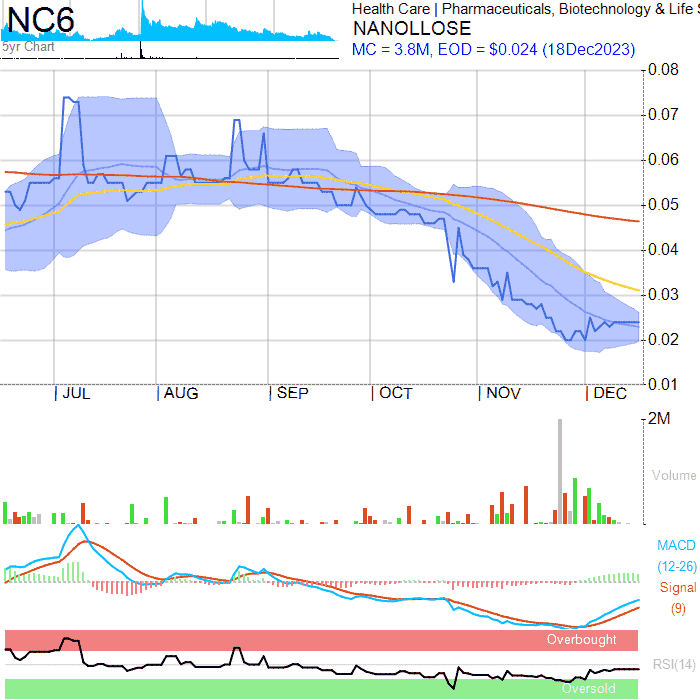 NC6
5yr Chart
Health Care | Pharmaceuticals, Biotechnology & Life S
NANOLLOSE
MC = 3.8M, EOD = $0.024 (18Dec2023)
0.08
0.07
0.06
0.05
0.04
0.03
0.02
0.01
JUL
AUG
SEP
OCT
NOV
DEC
2M
Volume
MACD
(12-26)
Signal
(9)
Overbought
RSI(14)
Oversold